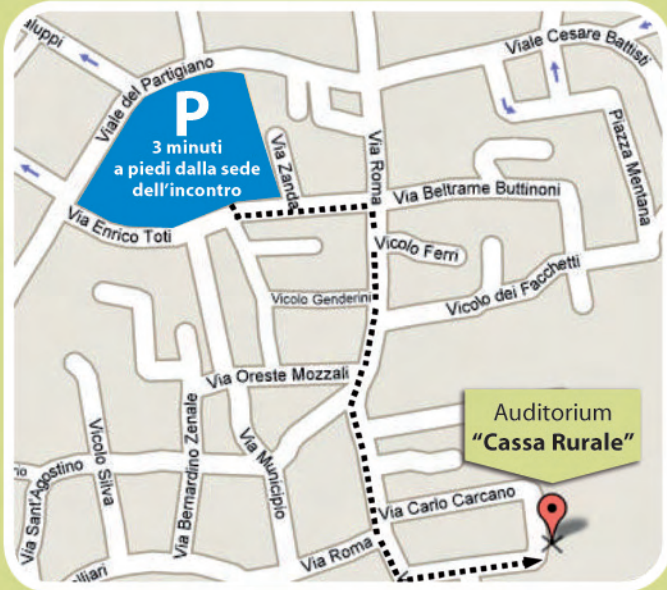 aluppi
Viale Cesare Battisti
Viale del Partigiano
P
3 minuti
a piedi dalla sede
dell'incontro
Via Zanda
Via Roma
Piazza Mentana
Via Beltrame Buttinoni
Via Enrico Toti
Vicolo Ferri
Vicolo Genderini
Vicolo dei Facchetti
Via Oreste Mozzali
Auditorium
"Cassa Rurale"
Vicolo Silva
Via Bernardino Zenale
Via Municipio
rio
Via Sant'Agostino
Via Carlo Carcano
Via Roma
gliari